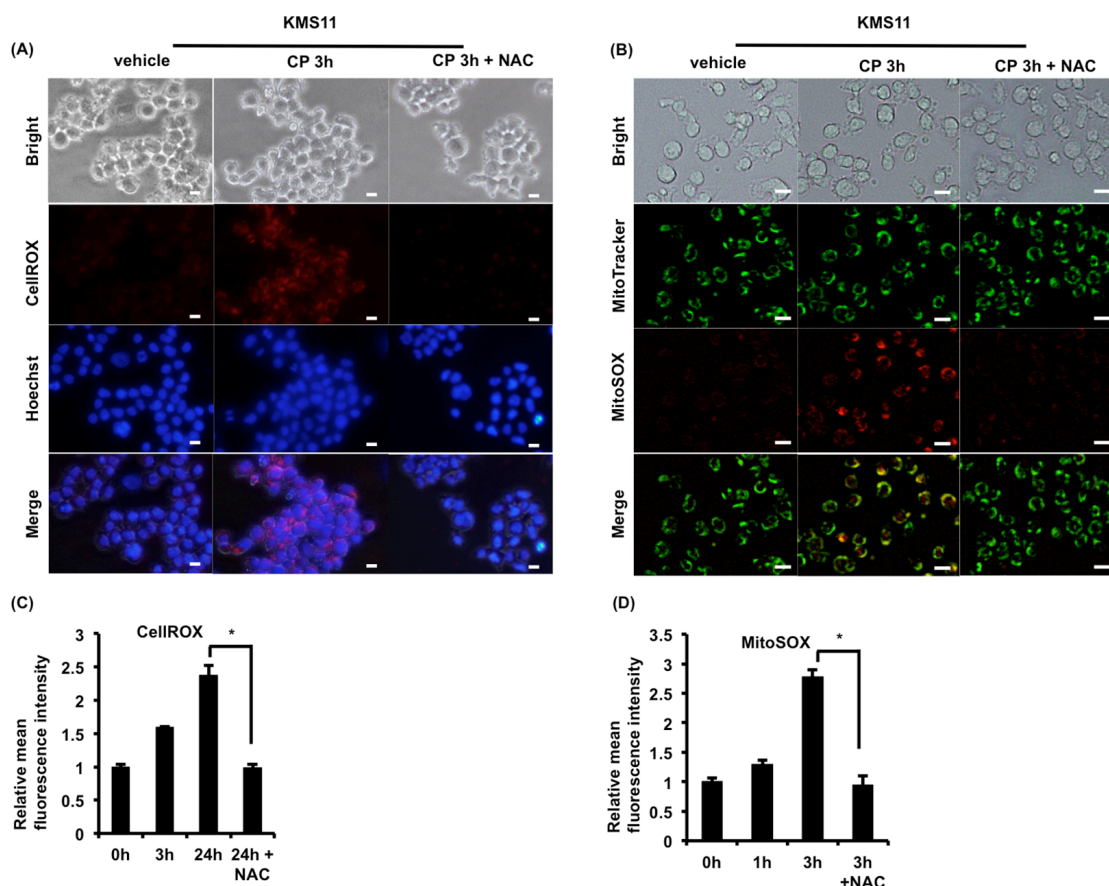 KMS11
(A)
vehicle CP 3h CP 3h + NAC
Bright
CellROX
Hoechst
Merge
KMS11
(B)
vehicle CP 3h CP 3h + NAC
Bright
MitoTracker
MitoSOX
Merge
(C)
CellROX
*
Relative mean
fluorescence intensity
3
2.5
2
1.5
1
0.5
0
0h 3h 24h 24h +
NAC
(D)
MitoSOX
*
Relative mean
fluorescence intensity
3.5
3
2.5
2
1.5
1
0.5
0
0h 1h 3h 3h
+NAC